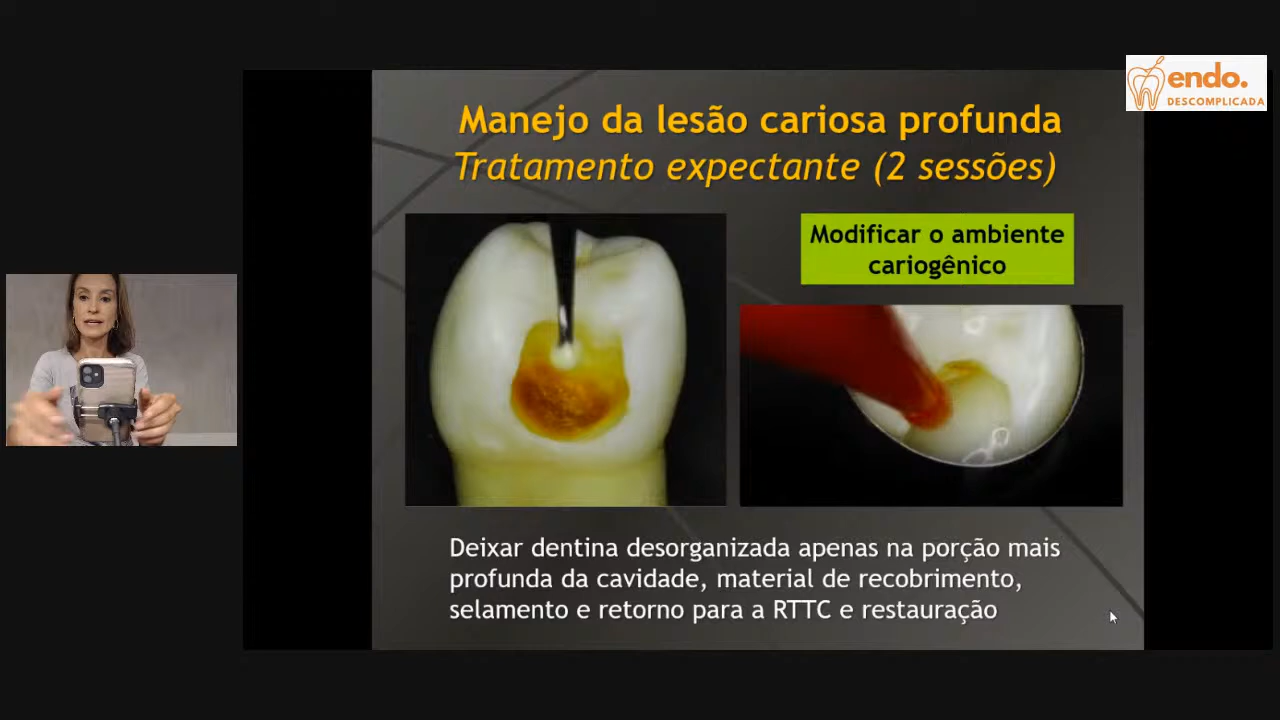 endo.
DESCOMPLICADA
Manejo da lesão cariosa profunda
Tratamento expectante (2 sessões)
Modificar o ambiente
cariogênico
Deixar dentina desorganizada apenas na porção mais
profunda da cavidade, material de recobrimento,
selamento e retorno para a RTTC e restauração